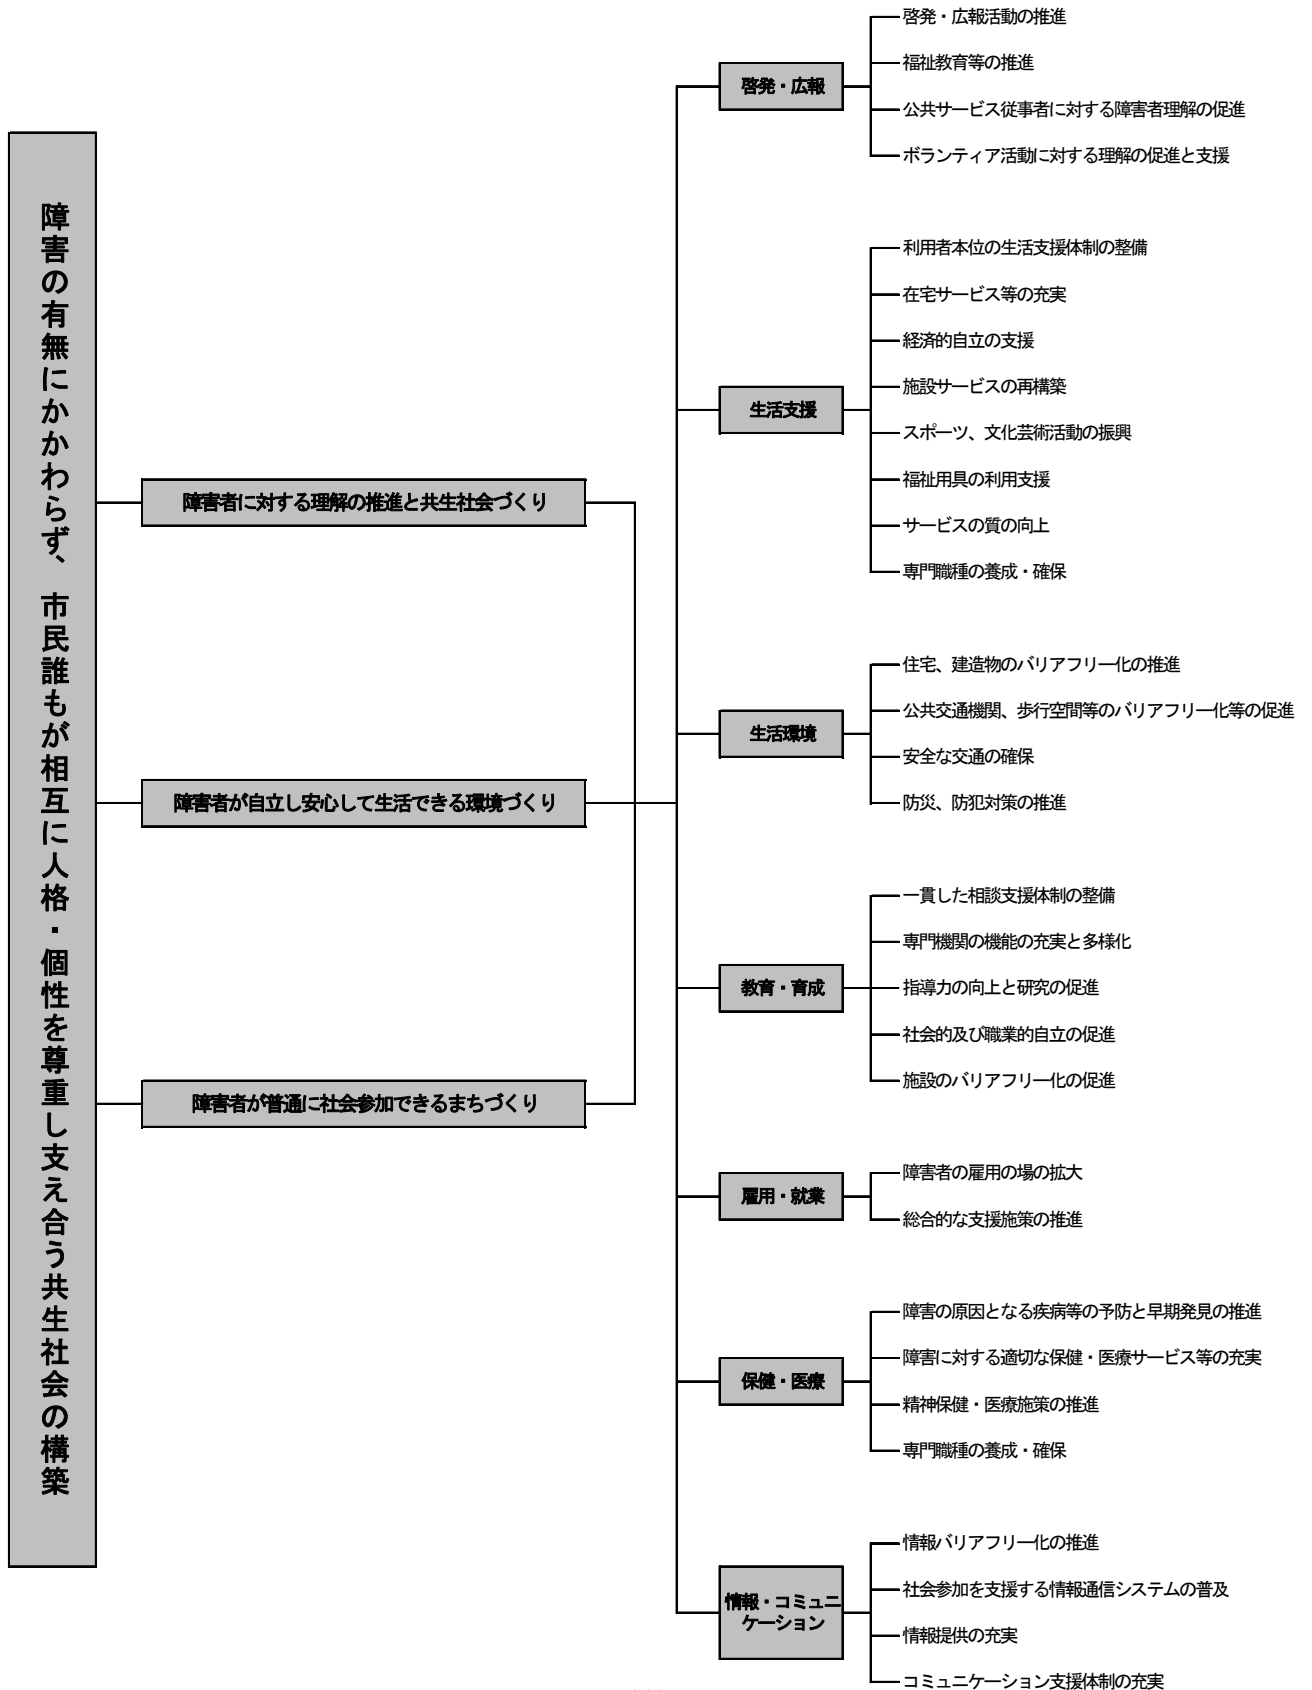 障害の有無にかかわらず、市民誰もが相互に人格・個性を尊重し支え合う共生社会の構築
障害者に対する理解の推進と共生社会づくり
障害者が自立し安心して生活できる環境づくり
障害者が普通に社会参加できるまちづくり
啓発・広報
啓発・広報活動の推進
福祉教育等の推進
公共サービス従事者に対する障害者理解の促進
ボランティア活動に対する理解の促進と支援
生活支援
利用者本位の生活支援体制の整備
在宅サービス等の充実
経済的自立の支援
施設サービスの再構築
スポーツ、文化芸術活動の振興
福祉用具の利用支援
サービスの質の向上
専門職種の養成・確保
生活環境
住宅、建造物のバリアフリー化の推進
公共交通機関、歩行空間等のバリアフリー化等の促進
安全な交通の確保
防災、防犯対策の推進
教育・育成
一貫した相談支援体制の整備
専門機関の機能の充実と多様化
指導力の向上と研究の促進
社会的及び職業的自立の促進
施設のバリアフリー化の促進
雇用・就業
障害者の雇用の場の拡大
総合的な支援施策の推進
保健・医療
障害の原因となる疾病等の予防と早期発見の推進
障害に対する適切な保健・医療サービス等の充実
精神保健・医療施策の推進
専門職種の養成・確保
情報・コミュニ
ケーション
情報バリアフリー化の推進
社会参加を支援する情報通信システムの普及
情報提供の充実
コミュニケーション支援体制の充実